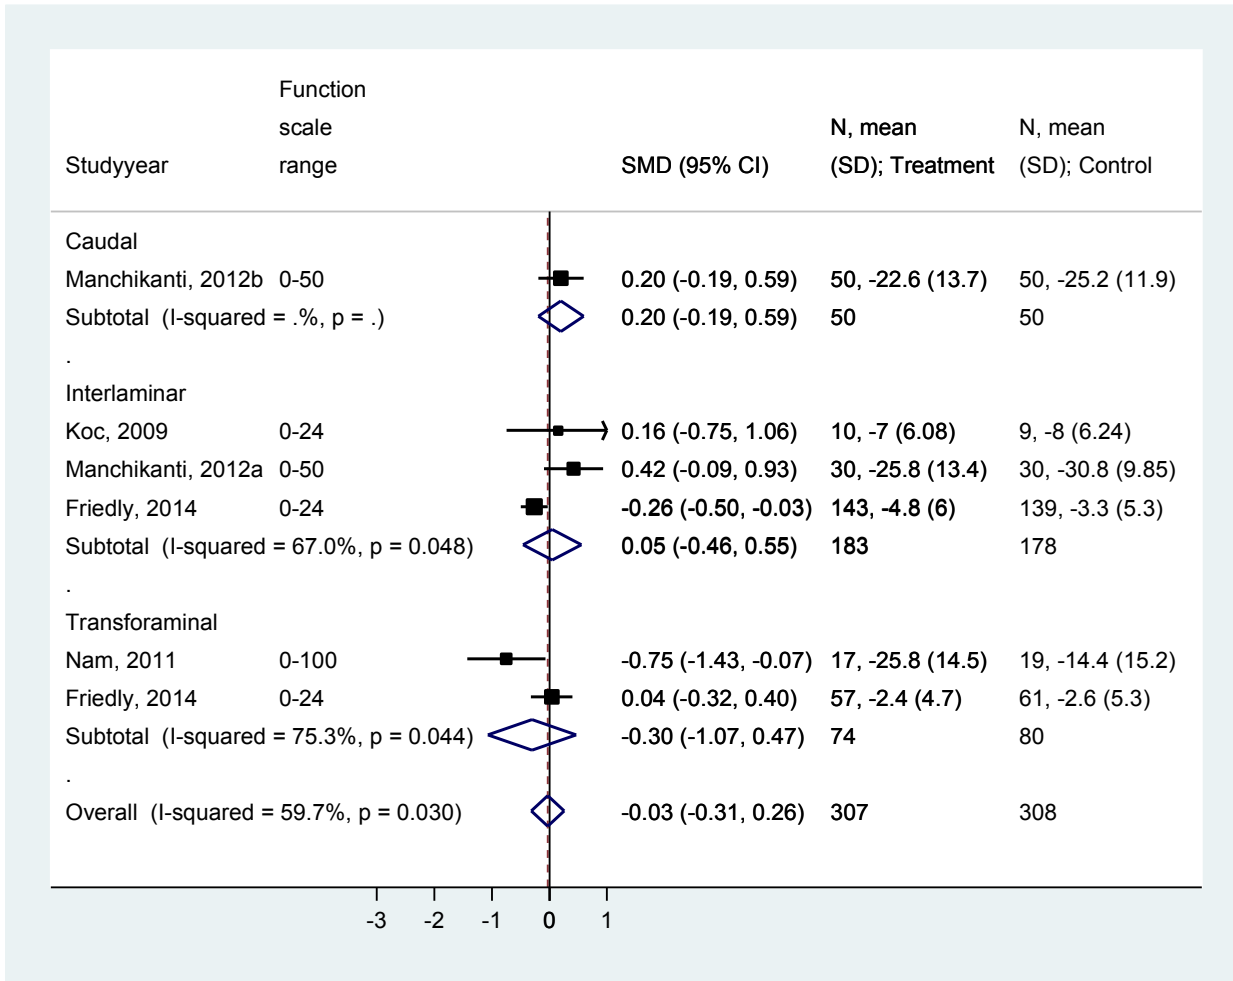 Function
scale N, mean N, mean
Studyyear range SMD (95% CI) (SD); Treatment (SD); Control
Caudal
Manchikanti, 2012b 0-50 0.20 (-0.19, 0.59) 50, -22.6 (13.7) 50, -25.2 (11.9)
Subtotal (I-squared = .%, p = .) 0.20 (-0.19, 0.59) 50 50
.
Interlaminar
Koc, 2009 0-24 0.16 (-0.75, 1.06) 10, -7 (6.08) 9, -8 (6.24)
Manchikanti, 2012a 0-50 0.42 (-0.09, 0.93) 30, -25.8 (13.4) 30, -30.8 (9.85)
Friedly, 2014 0-24 -0.26 (-0.50, -0.03) 143, -4.8 (6) 139, -3.3 (5.3)
Subtotal (I-squared = 67.0%, p = 0.048) 0.05 (-0.46, 0.55) 183 178
.
Transforaminal
Nam, 2011 0-100 -0.75 (-1.43, -0.07) 17, -25.8 (14.5) 19, -14.4 (15.2)
Friedly, 2014 0-24 0.04 (-0.32, 0.40) 57, -2.4 (4.7) 61, -2.6 (5.3)
Subtotal (I-squared = 75.3%, p = 0.044) -0.30 (-1.07, 0.47) 74 80
.
Overall (I-squared = 59.7%, p = 0.030) -0.03 (-0.31, 0.26) 307 308
-3 -2 -1 0 1